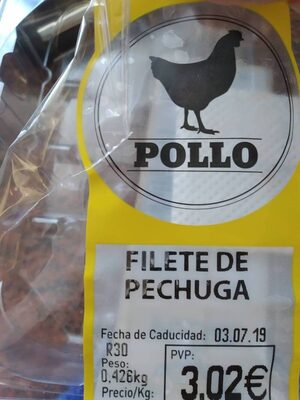 POLLO
FILETE DE
PECHUGA
Fecha de Caducidad: 03.07.19
R30
Peso:
0,426kg
Precio/Kg:
PVP:
3,02€